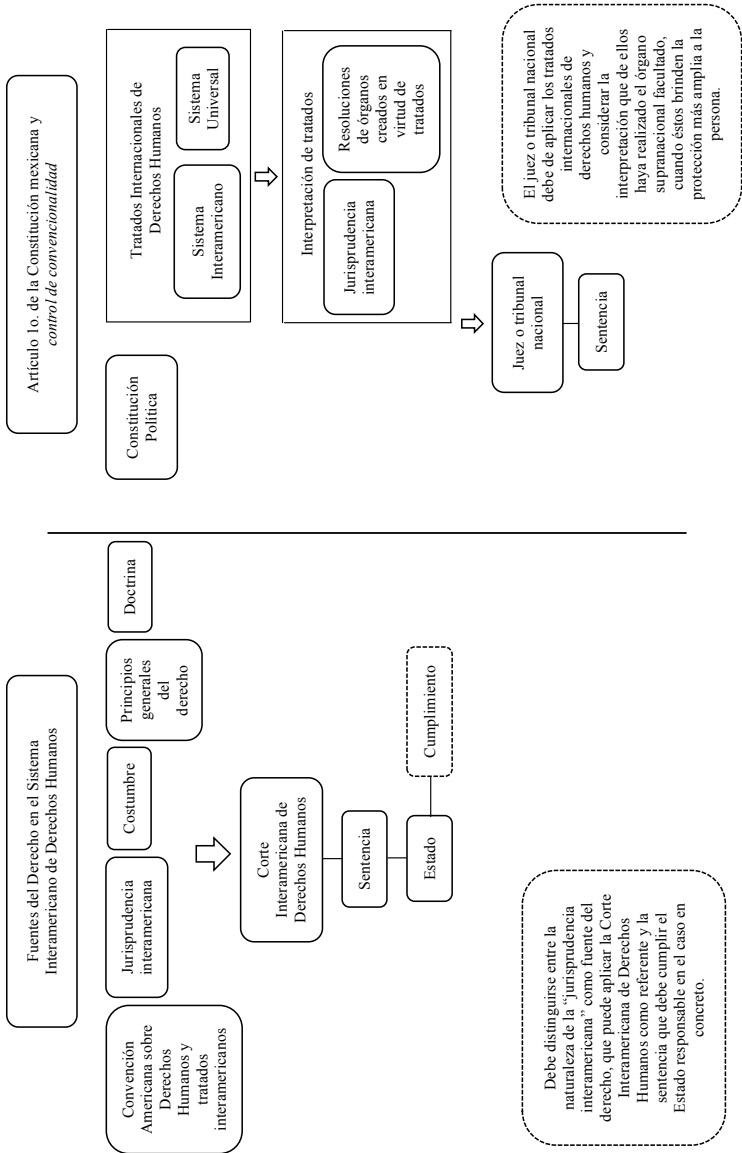 Fuentes del Derecho en el Sistema
Interamericano de Derechos Humanos
Convención
Americana sobre
Derechos
Humanos y
tratados
interamericanos
Jurisprudencia
interamericana
Costumbre
Principios
generales
del
derecho
Doctrina
Corte
Interamericana de
Derechos Humanos
Sentencia
Estado
Cumplimiento
Debe distinguirse entre la
naturaleza de la “jurisprudencia
interamericana” como fuente del
derecho, que puede aplicar la Corte
Interamericana de Derechos
Humanos como referente y la
sentencia que debe cumplir el
Estado responsable en el caso en
concreto.
Artículo 1o. de la Constitución mexicana y
control de convencionalidad
Constitución
Política
Tratados Internacionales de
Derechos Humanos
Sistema
Interamericano
Sistema
Universal
Interpretación de tratados
Jurisprudencia
interamericana
Resoluciones
de órganos
creados en
virtud de
tratados
Juez o tribunal
nacional
Sentencia
El juez o tribunal nacional
debe de aplicar los tratados
internacionales de
derechos humanos y
considerar la
interpretación que de ellos
haya realizado el órgano
supranacional facultado,
cuando éstos brinden la
protección más amplia a la
persona.